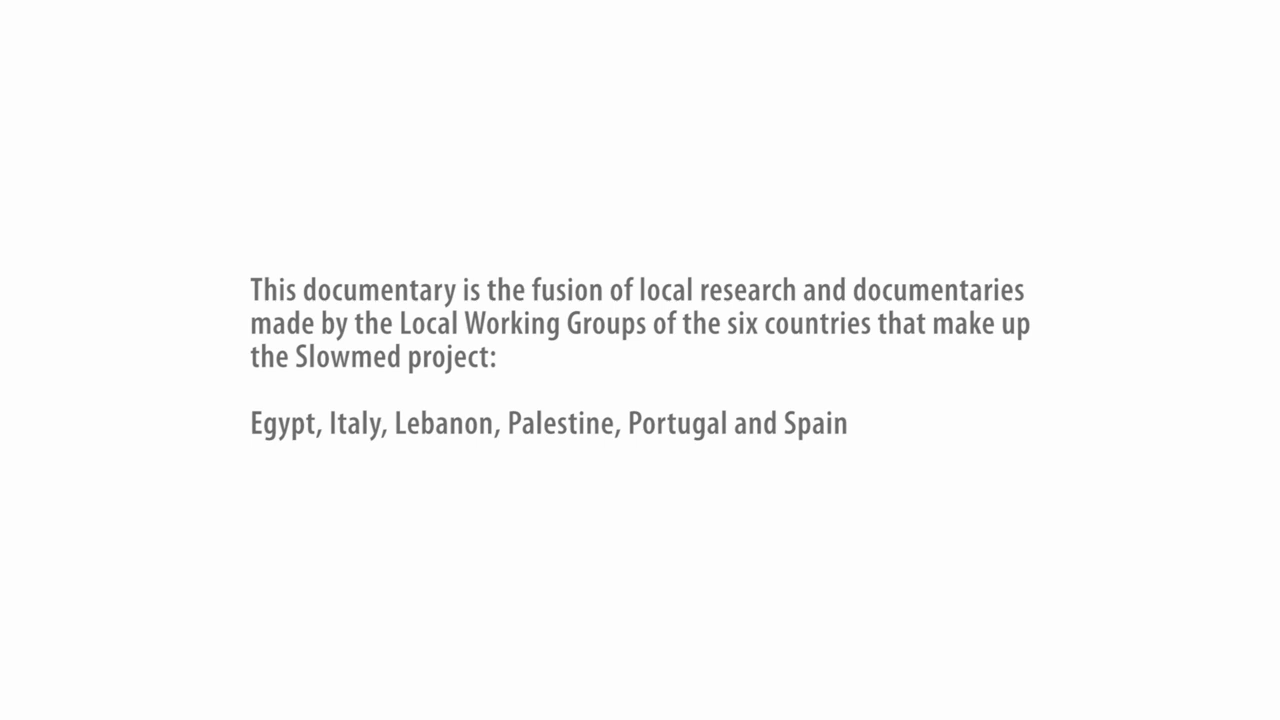 This documentary is the fusion of local research and documentaries
made by the Local Working Groups of the six countries that make up
the Slowmed project:
Egypt, Italy, Lebanon, Palestine, Portugal and Spain